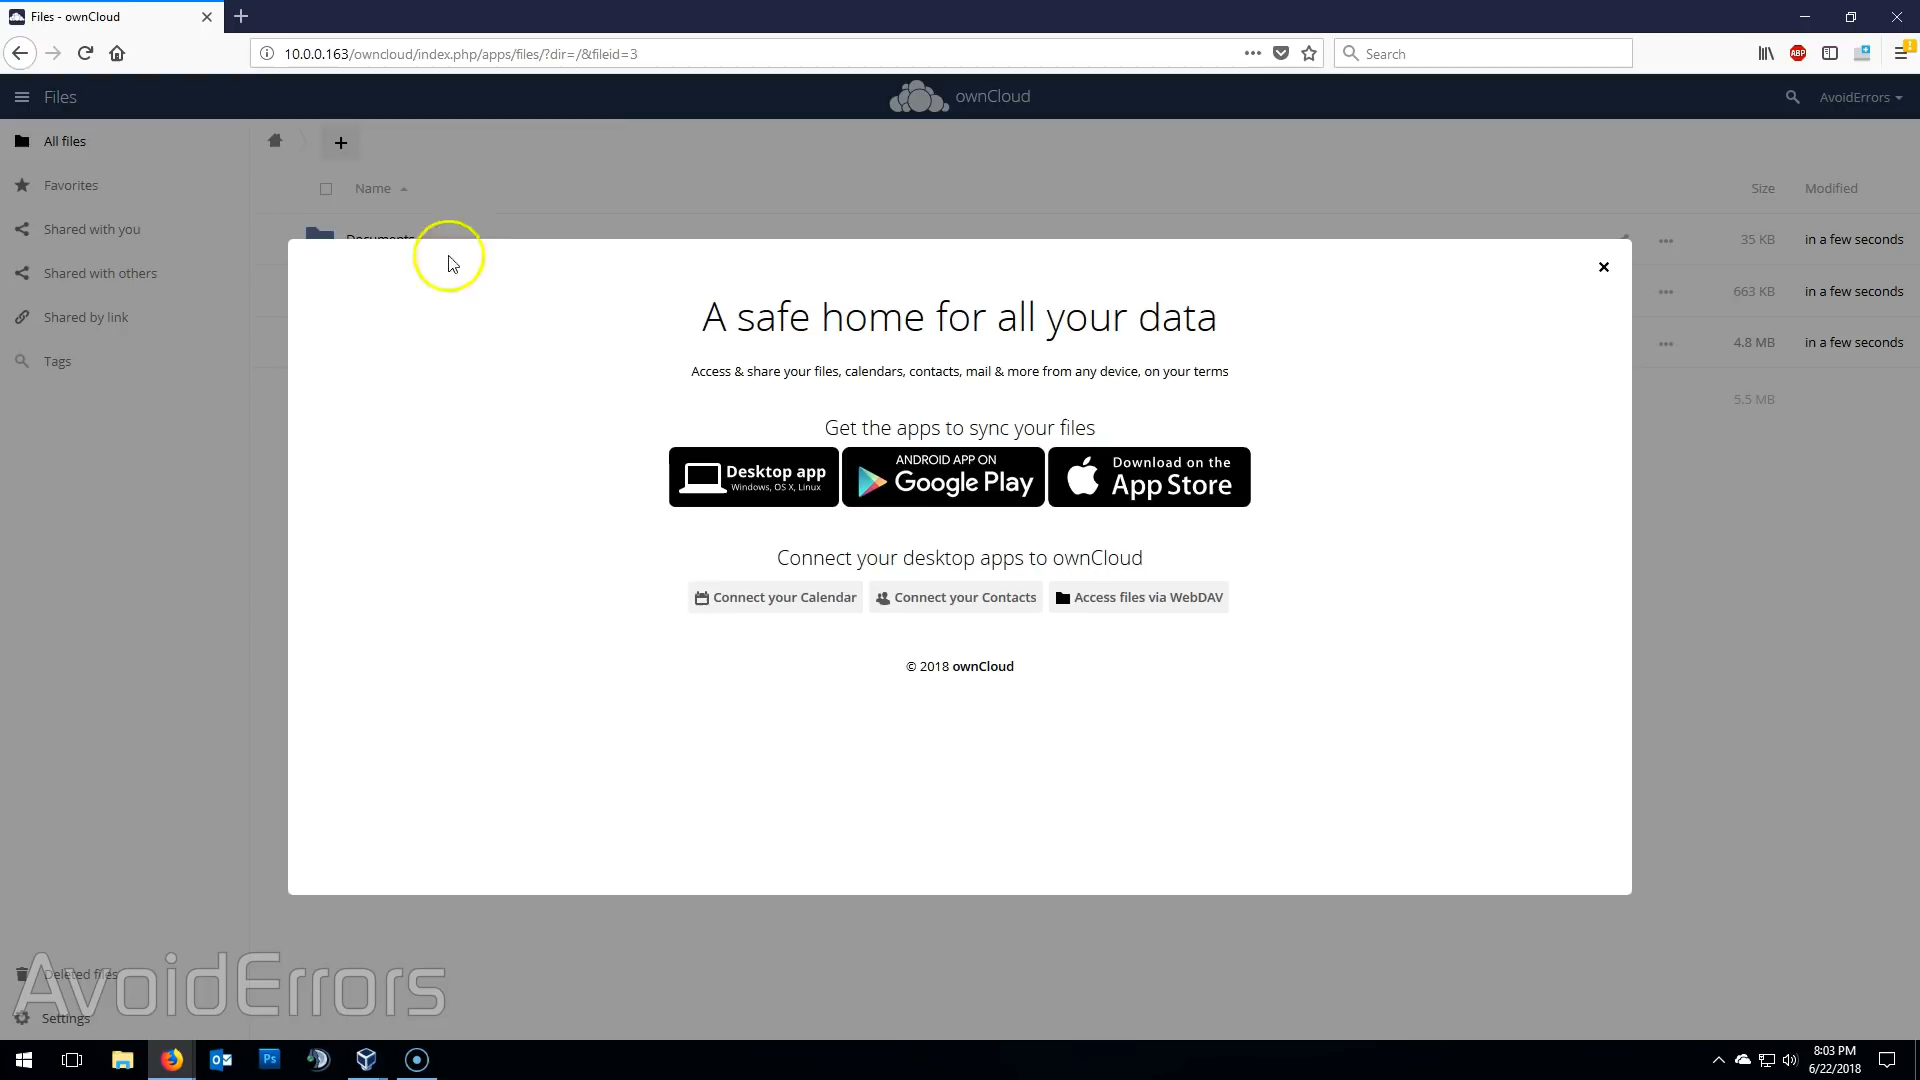 Files - ownCloud
10.0.0.163/owncloud/index.php/apps/files/?dir=/&fileid=3
Search
ABP
Files
ownCloud
AvoidErrors
All files
Favorites
Shared with you
Shared with others
Shared by link
Tags
Name
Size
Modified
Documents
35 KB
in a few seconds
663 KB
in a few seconds
4.8 MB
in a few seconds
5.5 MB
A safe home for all your data
Access & share your files, calendars, contacts, mail & more from any device, on your terms
Get the apps to sync your files
Desktop app
Windows, OS X, Linux
ANDROID APP ON
Google Play
Download on the
App Store
Connect your desktop apps to ownCloud
Connect your Calendar
Connect your Contacts
Access files via WebDAV
© 2018 ownCloud
Deleted files
AvoidErrors
Settings
Ps
8:03 PM
6/22/2018